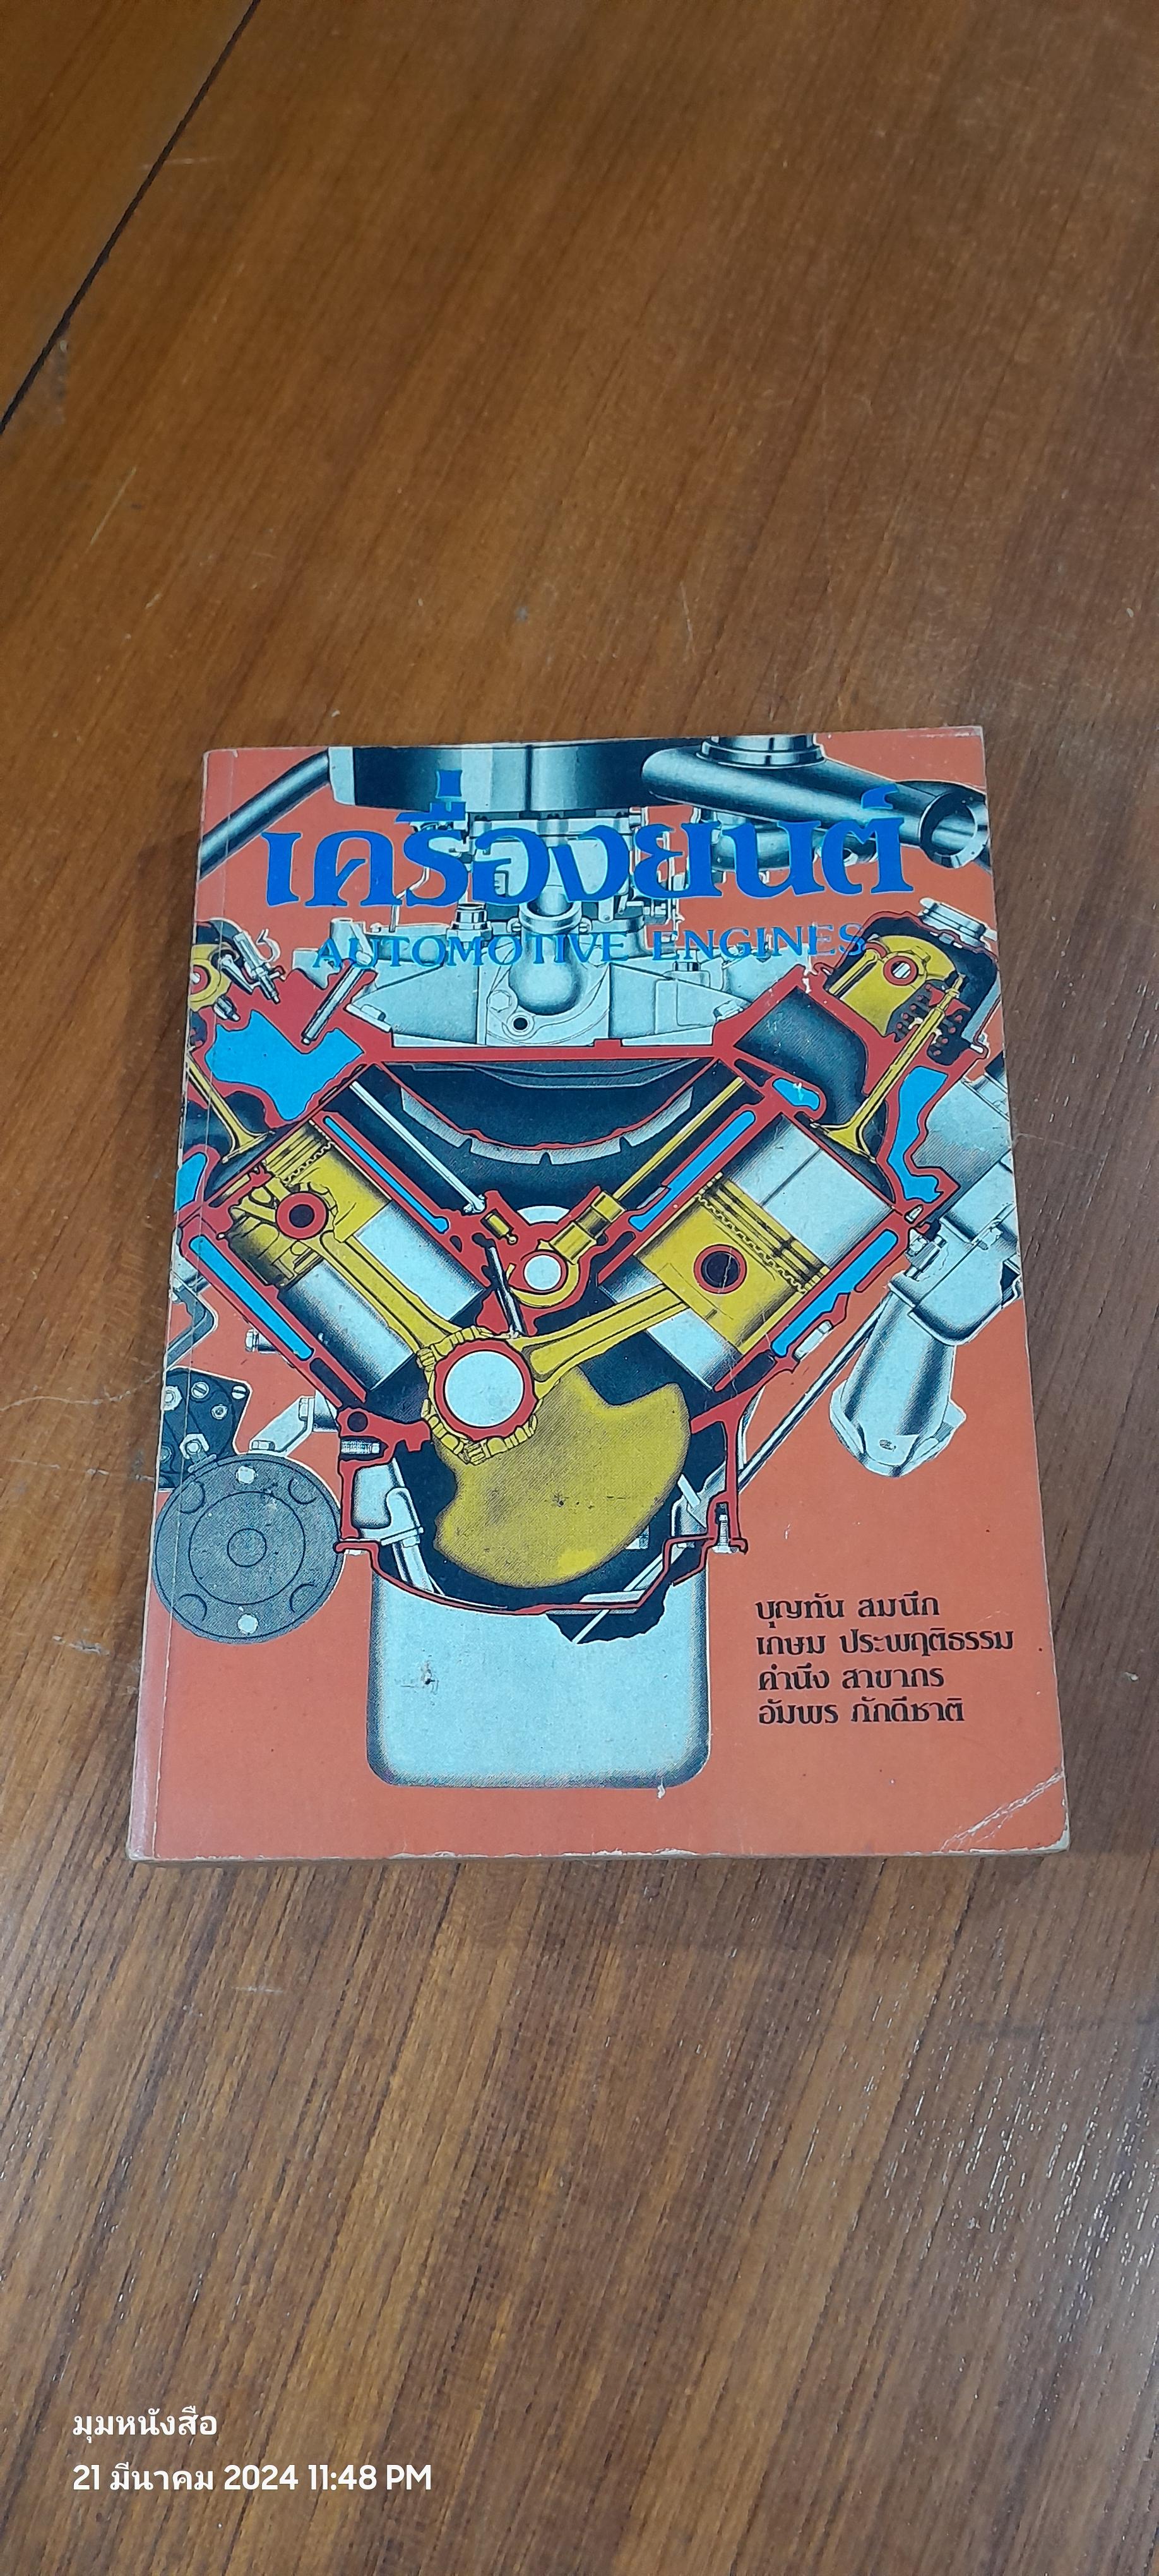 เครื่องยนต์
AUTOMOTIVE ENGINES
บุญทัน สมนึก
เกษม ประพฤติธรรม
คำนึง สาขากร
อัมพร ภักดีชาติ
มุมหนังสือ
21 มีนาคม 2024 11:48 PM